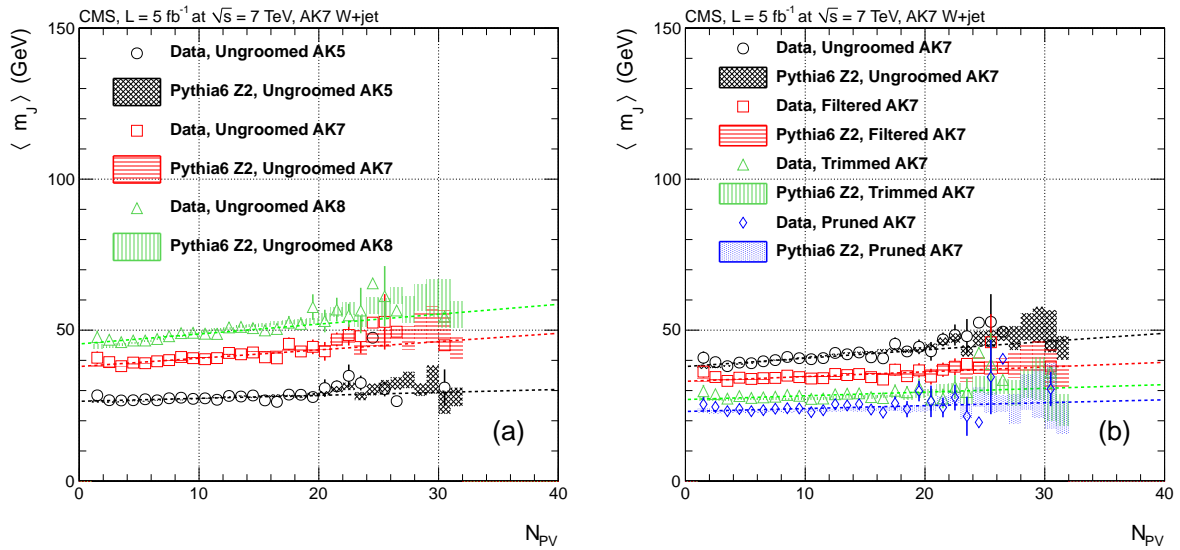 CMS, L = 5 fb⁻¹ at √s = 7 TeV, AK7 W+jet
⟨ m_J ⟩ (GeV)
150
100
50
0
Data, Ungroomed AK5
Pythia6 Z2, Ungroomed AK5
Data, Ungroomed AK7
Pythia6 Z2, Ungroomed AK7
Data, Ungroomed AK8
Pythia6 Z2, Ungroomed AK8
(a)
0 10 20 30 40
N_PV
CMS, L = 5 fb⁻¹ at √s = 7 TeV, AK7 W+jet
⟨ m_J ⟩ (GeV)
150
100
50
0
Data, Ungroomed AK7
Pythia6 Z2, Ungroomed AK7
Data, Filtered AK7
Pythia6 Z2, Filtered AK7
Data, Trimmed AK7
Pythia6 Z2, Trimmed AK7
Data, Pruned AK7
Pythia6 Z2, Pruned AK7
(b)
0 10 20 30 40
N_PV